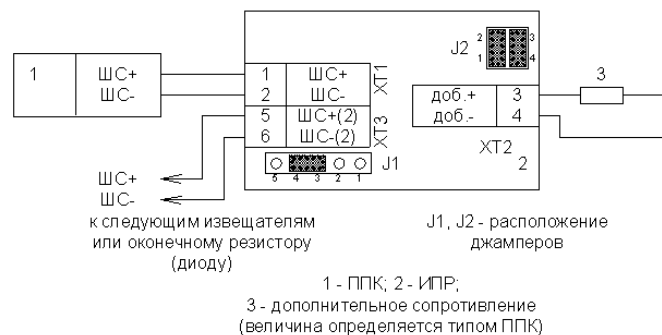 1
ШС+
ШС-
1 ШС+
2 ШС-
XT1
5 ШС+(2)
6 ШС-(2)
XT3
J1
5 4 3 2 1
J2
2 3
1 4
доб.+ 3
доб.- 4
XT2
2
3
ШС+
ШС-
к следующим извещателям
или оконечному резистору
(диоду)
J1, J2 - расположение
джамперов
1 - ППК; 2 - ИПР;
3 - дополнительное сопротивление
(величина определяется типом ППК)